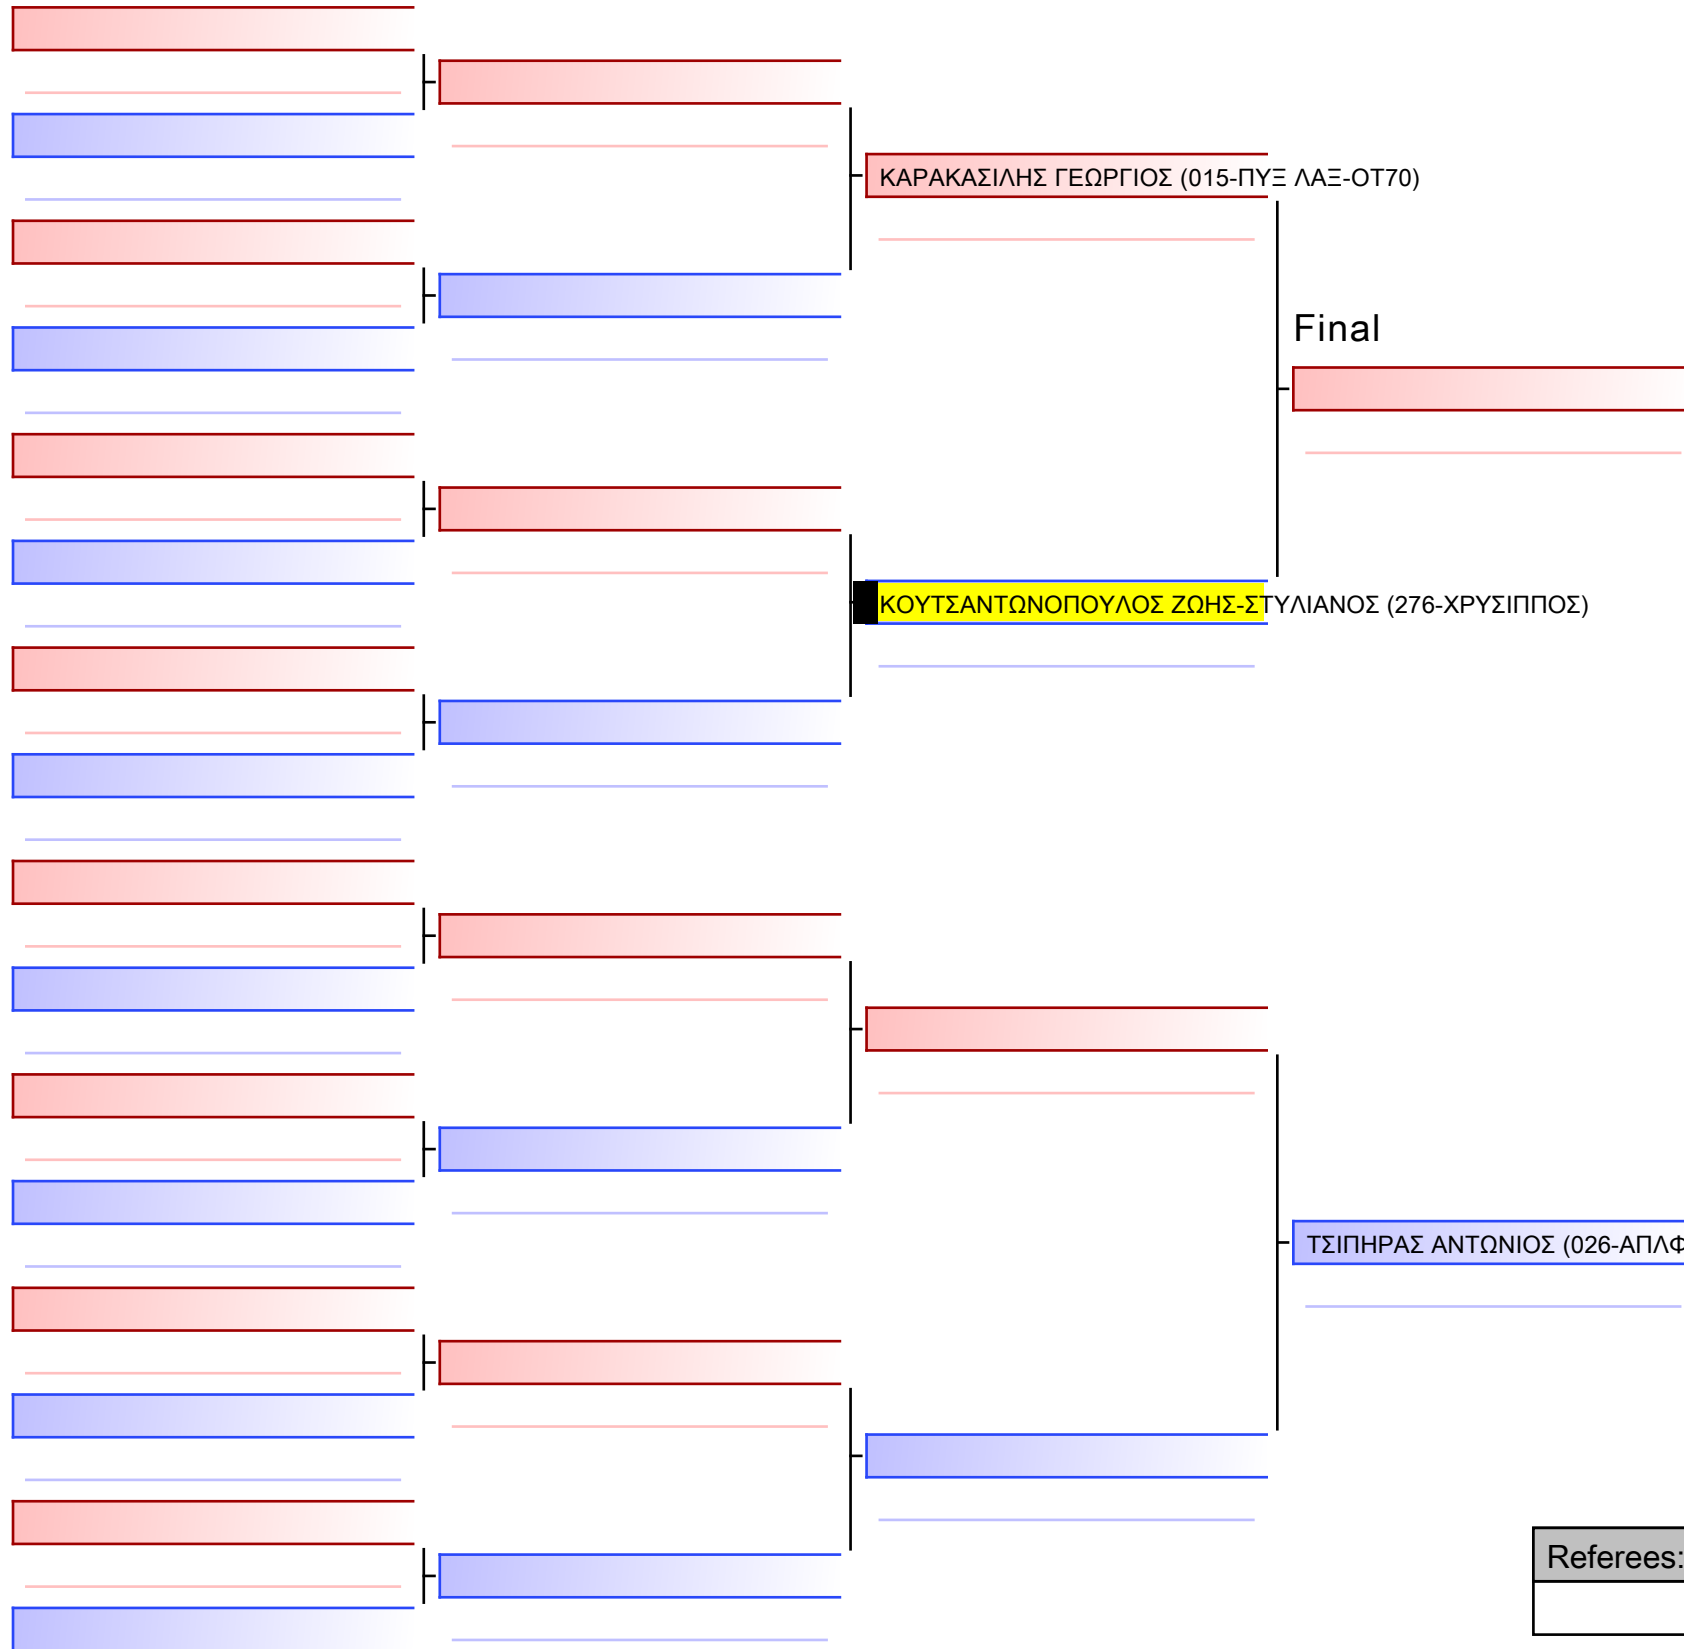 ΚΑΡΑΚΑΣΙΛΗΣ ΓΕΩΡΓΙΟΣ (015-ΠΥΞ ΛΑΞ-ΟΤ70)
Final
ΚΟΥΤΣΑΝΤΩΝΟΠΟΥΛΟΣ ΖΩΗΣ-ΣΤΥΛΙΑΝΟΣ (276-ΧΡΥΣΙΠΠΟΣ)
ΤΣΙΠΗΡΑΣ ΑΝΤΩΝΙΟΣ (026-ΑΠΛΦ
Referees: